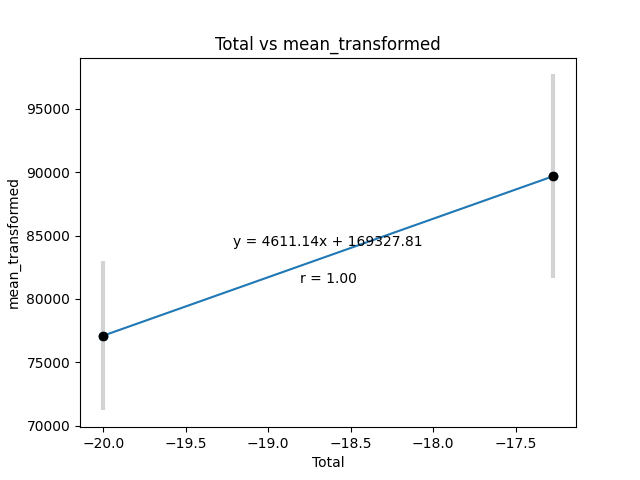 Total vs mean_transformed
mean_transformed
95000
90000
85000
80000
75000
70000
y = 4611.14x + 169327.81
r = 1.00
−20.0 −19.5 −19.0 −18.5 −18.0 −17.5
Total